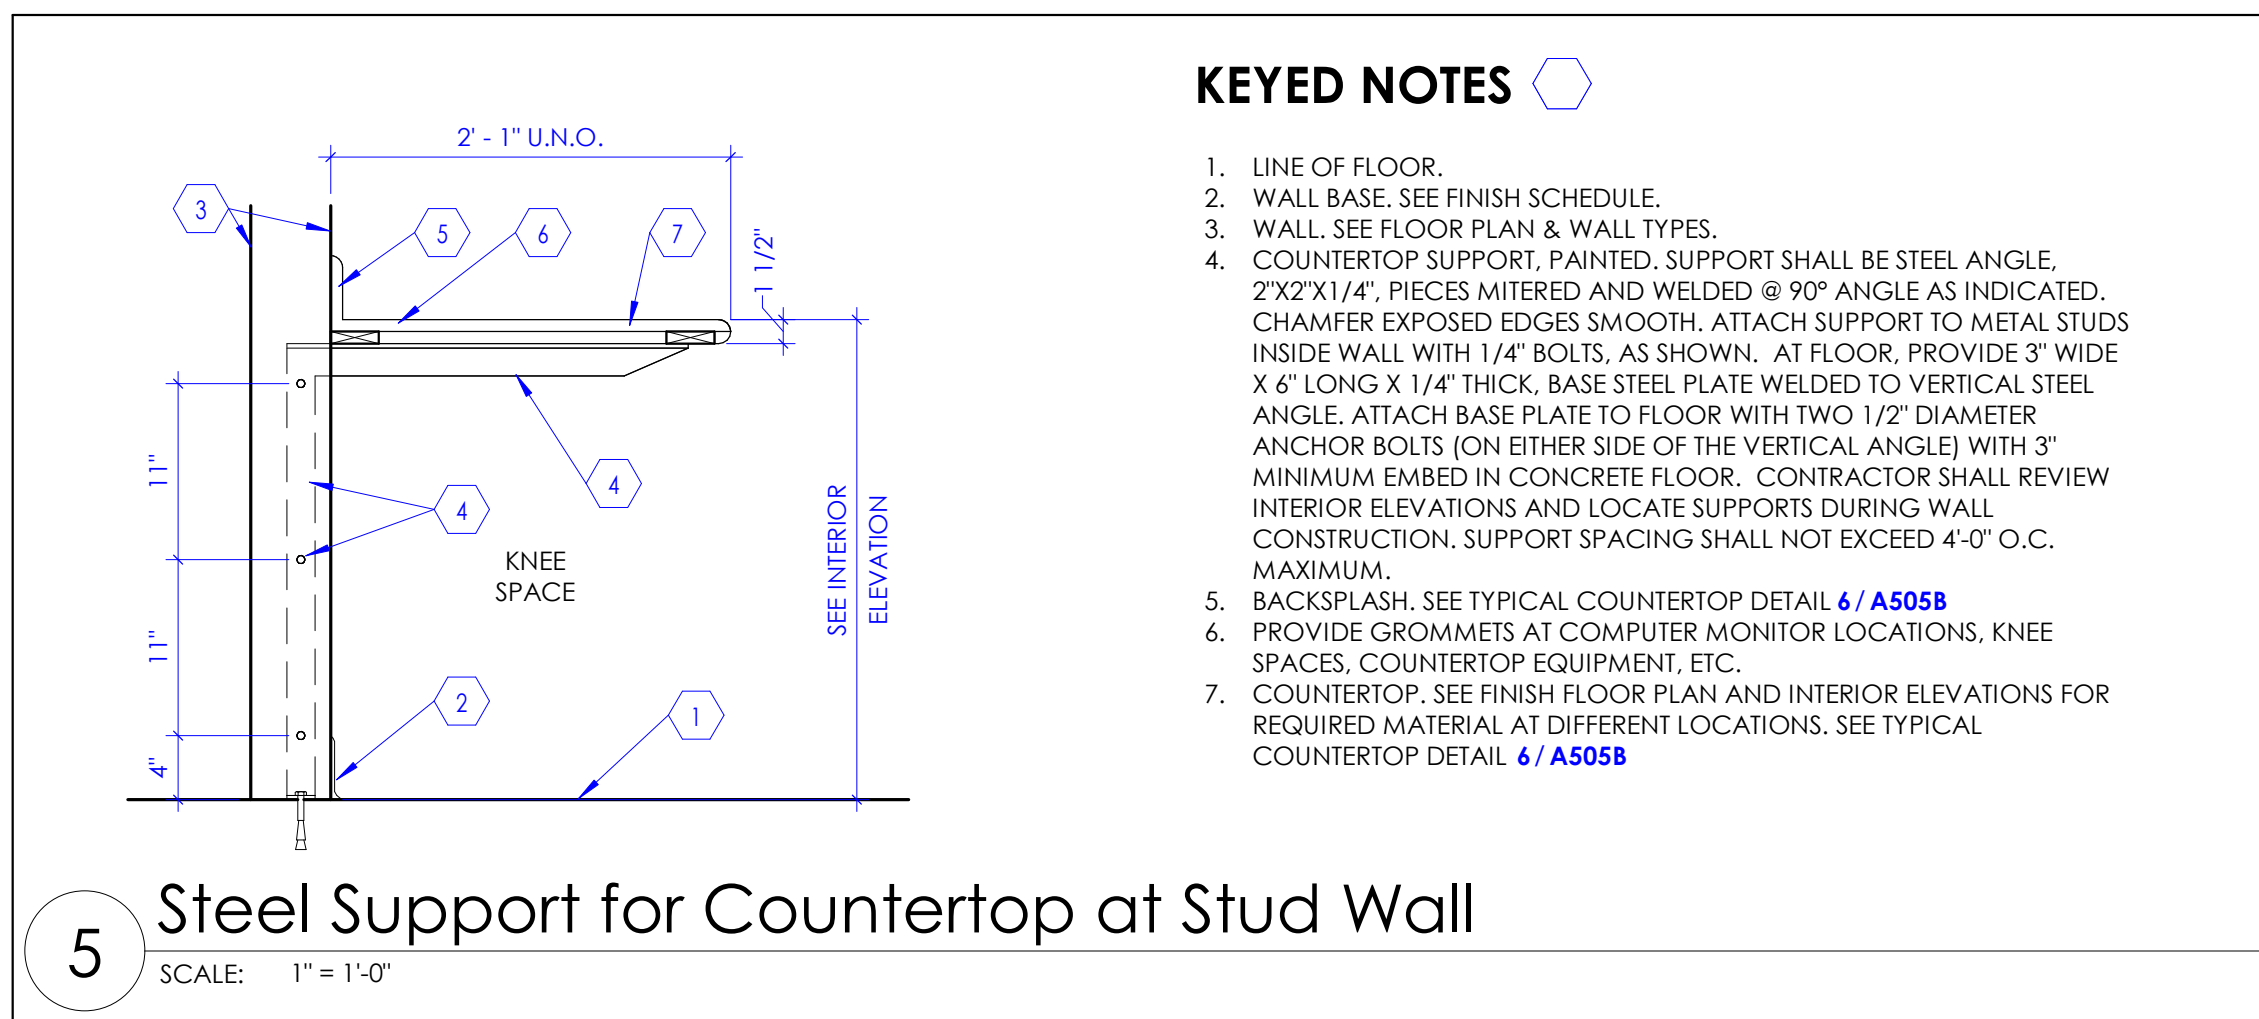 KEYED NOTES
2' - 1" U.N.O.
3
5
6
7
1 1/2"
11"
4
4
KNEE
SPACE
SEE INTERIOR
ELEVATION
11"
2
1
4"
1. LINE OF FLOOR.
2. WALL BASE. SEE FINISH SCHEDULE.
3. WALL. SEE FLOOR PLAN & WALL TYPES.
4. COUNTERTOP SUPPORT, PAINTED. SUPPORT SHALL BE STEEL ANGLE,
2"X2"X1/4", PIECES MITERED AND WELDED @ 90° ANGLE AS INDICATED.
CHAMFER EXPOSED EDGES SMOOTH. ATTACH SUPPORT TO METAL STUDS
INSIDE WALL WITH 1/4" BOLTS, AS SHOWN. AT FLOOR, PROVIDE 3" WIDE
X 6" LONG X 1/4" THICK, BASE STEEL PLATE WELDED TO VERTICAL STEEL
ANGLE. ATTACH BASE PLATE TO FLOOR WITH TWO 1/2" DIAMETER
ANCHOR BOLTS (ON EITHER SIDE OF THE VERTICAL ANGLE) WITH 3"
MINIMUM EMBED IN CONCRETE FLOOR. CONTRACTOR SHALL REVIEW
INTERIOR ELEVATIONS AND LOCATE SUPPORTS DURING WALL
CONSTRUCTION. SUPPORT SPACING SHALL NOT EXCEED 4'-0" O.C.
MAXIMUM.
5. BACKSPLASH. SEE TYPICAL COUNTERTOP DETAIL 6 / A505B
6. PROVIDE GROMMETS AT COMPUTER MONITOR LOCATIONS, KNEE
SPACES, COUNTERTOP EQUIPMENT, ETC.
7. COUNTERTOP. SEE FINISH FLOOR PLAN AND INTERIOR ELEVATIONS FOR
REQUIRED MATERIAL AT DIFFERENT LOCATIONS. SEE TYPICAL
COUNTERTOP DETAIL 6 / A505B
5
Steel Support for Countertop at Stud Wall
SCALE: 1" = 1'-0"